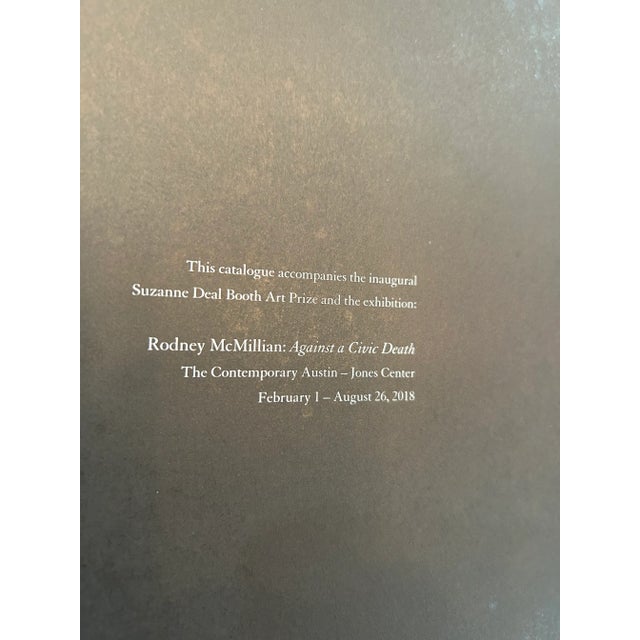 This catalogue accompanies the inaugural
Suzanne Deal Booth Art Prize and the exhibition:
Rodney McMillian: Against a Civic Death
The Contemporary Austin – Jones Center
February 1 – August 26, 2018